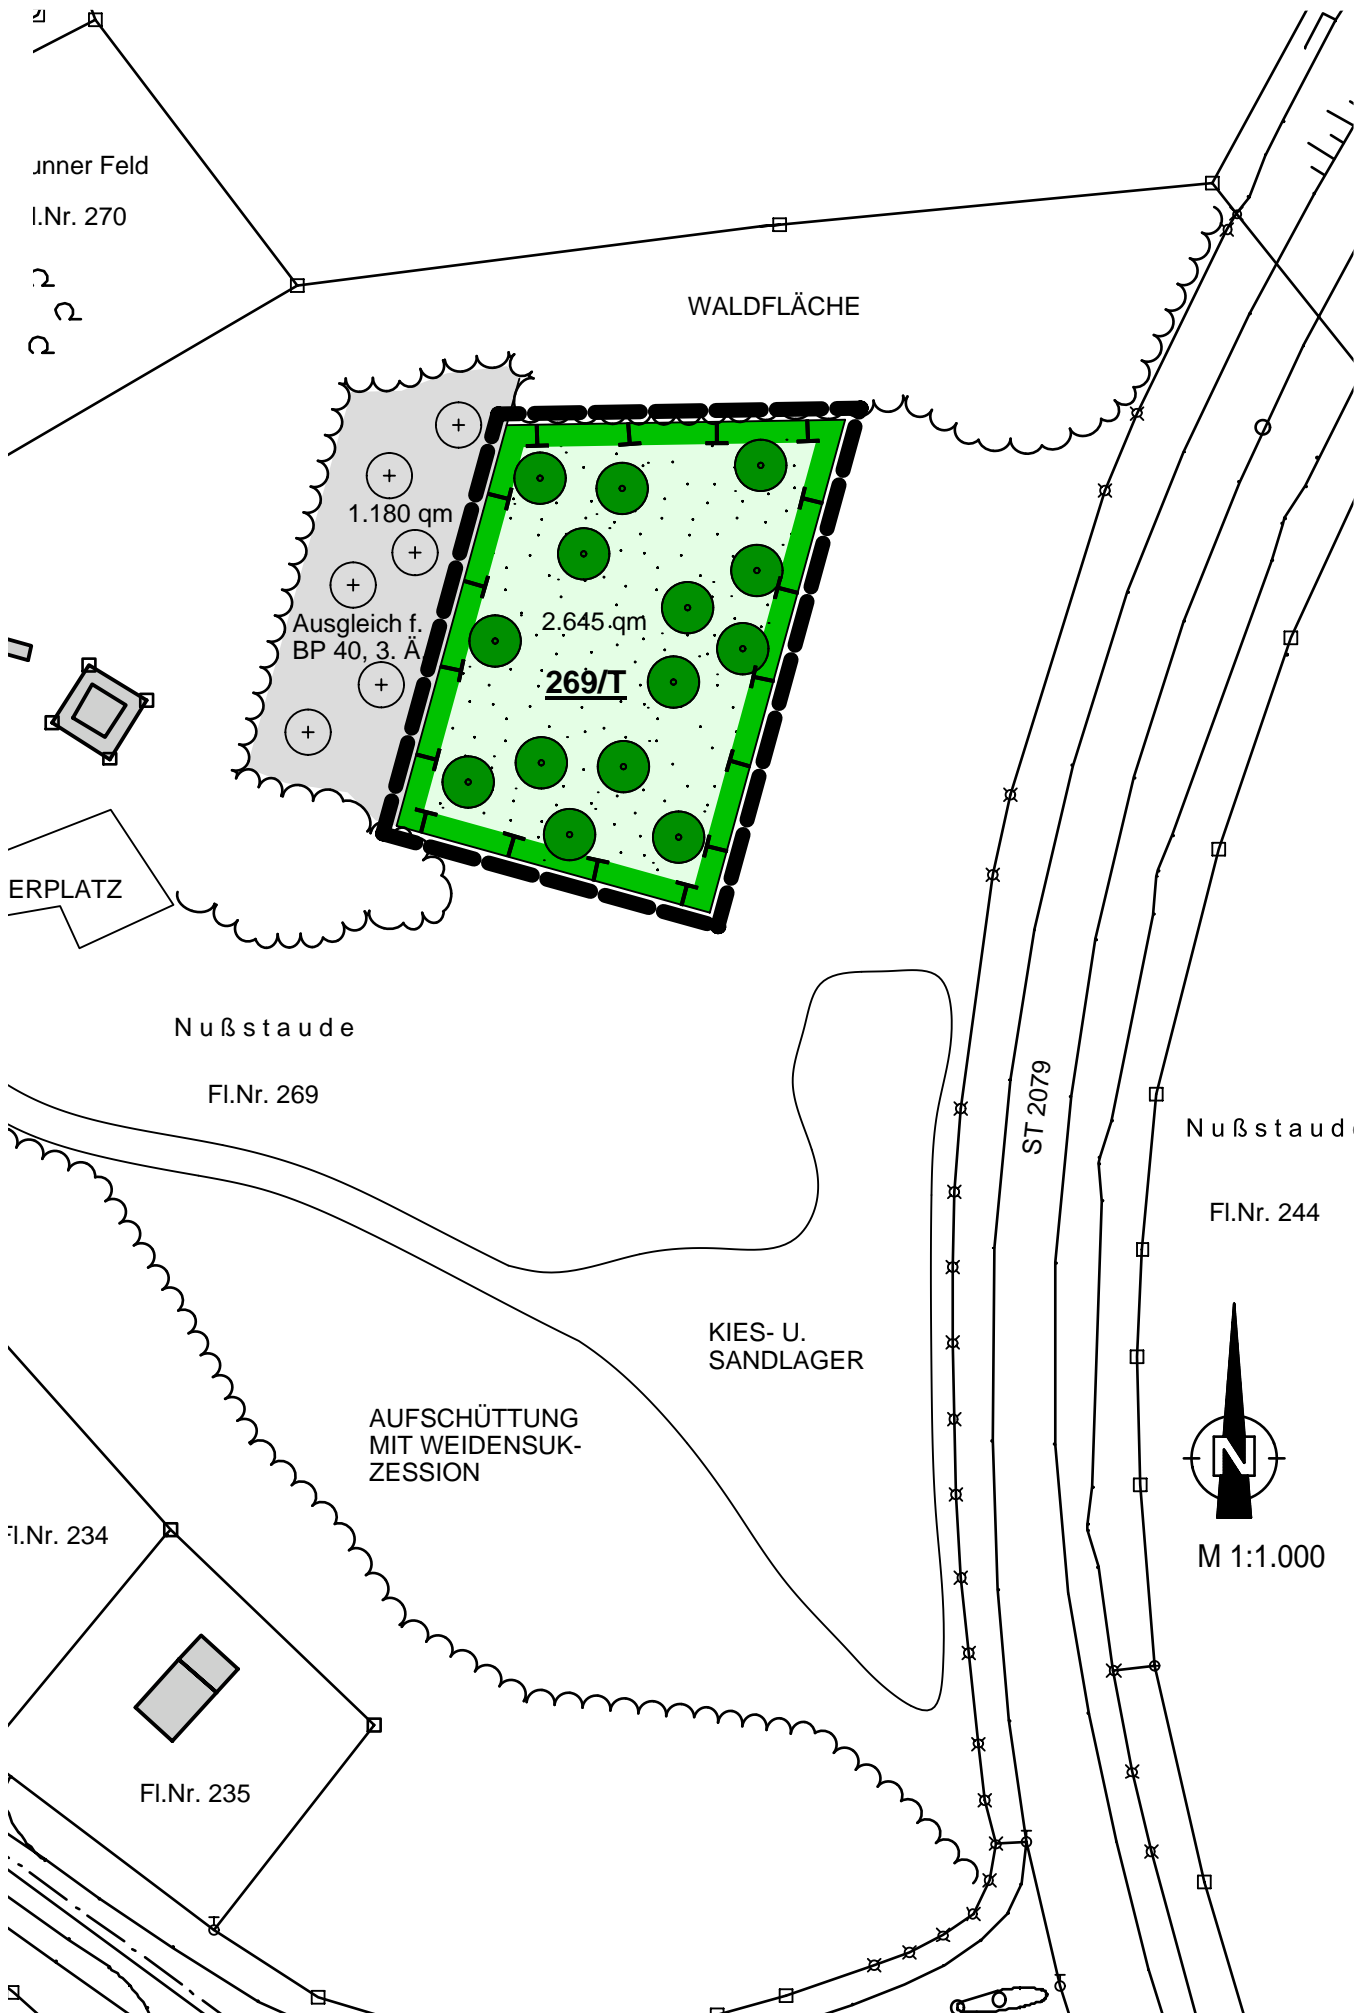 unner Feld
l.Nr. 270
WALDFLÄCHE
1.180 qm
Ausgleich f.
BP 40, 3. Ä.
2.645 qm
269/T
ERPLATZ
Nußstaude
Fl.Nr. 269
ST 2079
Nußstaude
Fl.Nr. 244
KIES- U.
SANDLAGER
AUFSCHÜTTUNG
MIT WEIDENSUK-
ZESSION
N
M 1:1.000
Fl.Nr. 234
Fl.Nr. 235